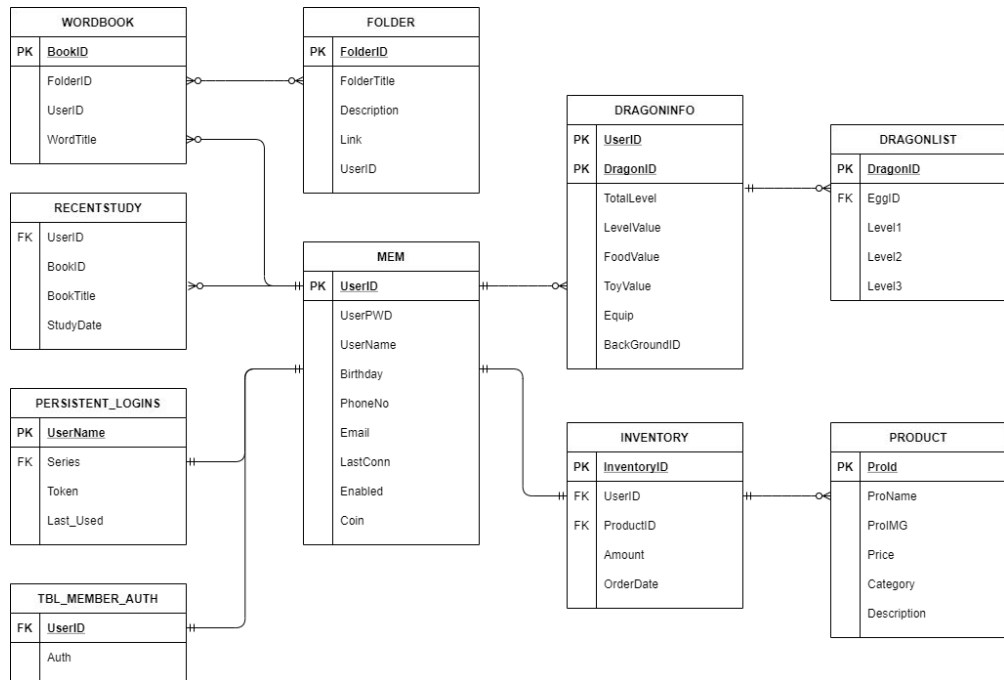 WORDBOOK
PK BookID
FolderID
UserID
WordTitle
FOLDER
PK FolderID
FolderTitle
Description
Link
UserID
DRAGONINFO
PK UserID
PK DragonID
TotalLevel
LevelValue
FoodValue
ToyValue
Equip
BackGroundID
DRAGONLIST
PK DragonID
FK EggID
Level1
Level2
Level3
RECENTSTUDY
FK UserID
BookID
BookTitle
StudyDate
MEM
PK UserID
UserPWD
UserName
Birthday
PhoneNo
Email
LastConn
Enabled
Coin
PERSISTENT_LOGINS
PK UserName
FK Series
Token
Last_Used
INVENTORY
PK InventoryID
FK UserID
FK ProductID
Amount
OrderDate
PRODUCT
PK ProId
ProName
ProIMG
Price
Category
Description
TBL_MEMBER_AUTH
FK UserID
Auth